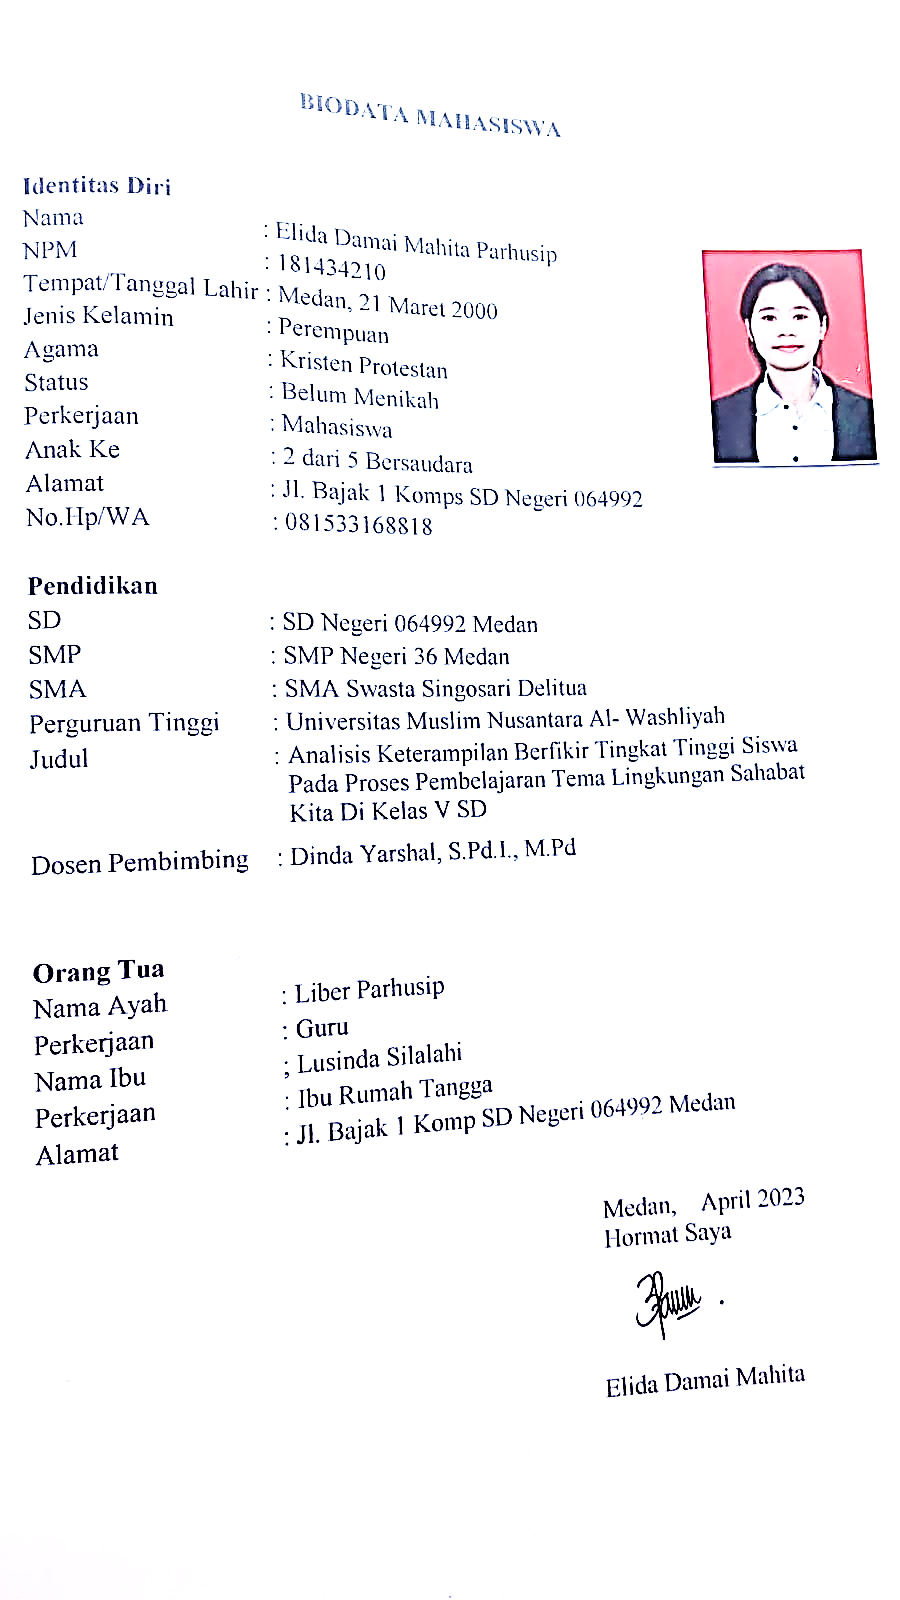 BIODATA MAHASISWA
Identitas Diri
Nama : Elida Damai Mahita Parhusip
NPM : 181434210
Tempat/Tanggal Lahir : Medan, 21 Maret 2000
Jenis Kelamin : Perempuan
Agama : Kristen Protestan
Status : Belum Menikah
Perkerjaan : Mahasiswa
Anak Ke : 2 dari 5 Bersaudara
Alamat : Jl. Bajak 1 Komps SD Negeri 064992
No.Hp/WA : 081533168818
Pendidikan
SD : SD Negeri 064992 Medan
SMP : SMP Negeri 36 Medan
SMA : SMA Swasta Singosari Delitua
Perguruan Tinggi : Universitas Muslim Nusantara Al- Washliyah
Judul : Analisis Keterampilan Berfikir Tingkat Tinggi Siswa
Pada Proses Pembelajaran Tema Lingkungan Sahabat
Kita Di Kelas V SD
Dosen Pembimbing : Dinda Yarshal, S.Pd.I., M.Pd
Orang Tua
Nama Ayah : Liber Parhusip
Perkerjaan : Guru
Nama Ibu ; Lusinda Silalahi
Perkerjaan : Ibu Rumah Tangga
Alamat : Jl. Bajak 1 Komp SD Negeri 064992 Medan
Medan, April 2023
Hormat Saya
Elida Damai Mahita